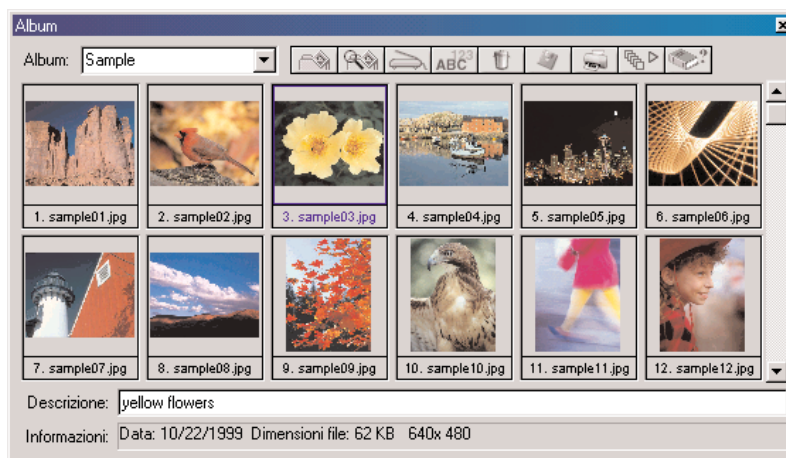 Album
Album: Sample
ABC 123 ?
1. sample01.jpg 2. sample02.jpg 3. sample03.jpg 4. sample04.jpg 5. sample05.jpg 6. sample06.jpg
7. sample07.jpg 8. sample08.jpg 9. sample09.jpg 10. sample10.jpg 11. sample11.jpg 12. sample12.jpg
Descrizione: yellow flowers
Informazioni: Data: 10/22/1999 Dimensioni file: 62 KB 640x 480